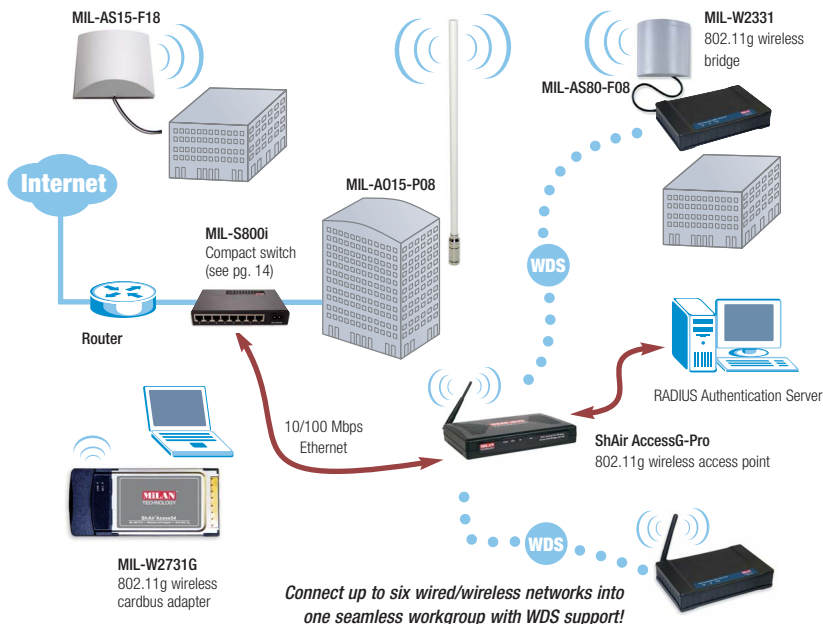 MIL-AS15-F18
MIL-W2331
802.11g wireless
bridge
MIL-AS80-F08
Internet
MIL-AO15-P08
MIL-S800i
Compact switch
(see pg. 14)
WDS
Router
RADIUS Authentication Server
10/100 Mbps
Ethernet
ShAir AccessG-Pro
802.11g wireless access point
MiLAN
TECHNOLOGY
ShAir Access54
WDS
MIL-W2731G
802.11g wireless
cardbus adapter
Connect up to six wired/wireless networks into
one seamless workgroup with WDS support!